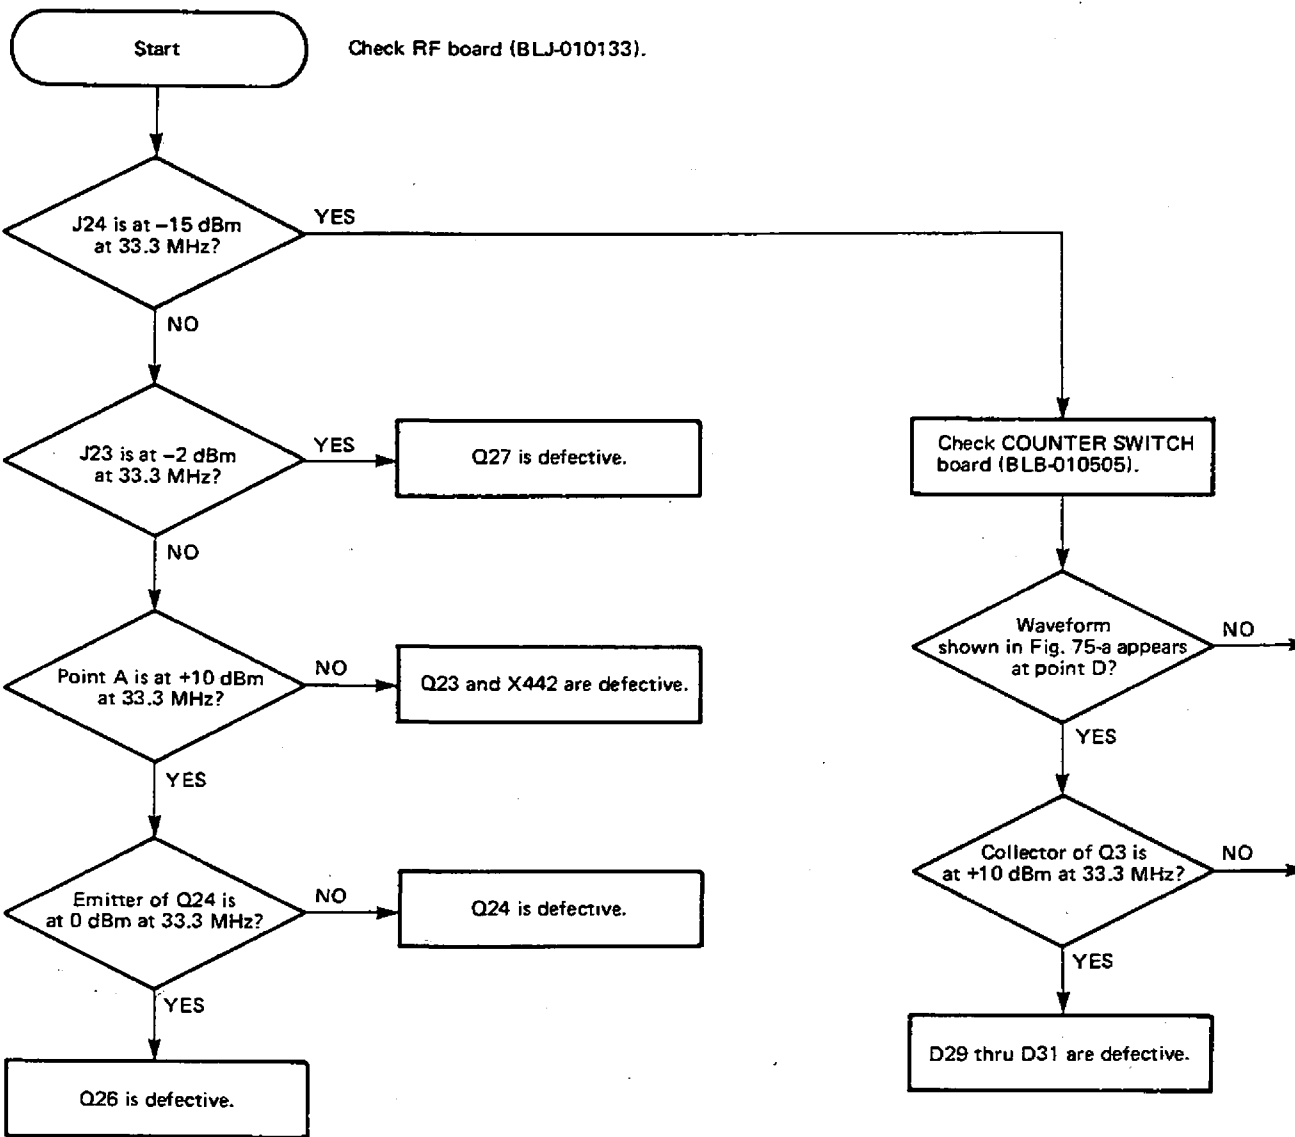 Start
Check RF board (BLJ-010133).
J24 is at –15 dBm
at 33.3 MHz?
YES
NO
J23 is at –2 dBm
at 33.3 MHz?
YES
Q27 is defective.
NO
Point A is at +10 dBm
at 33.3 MHz?
NO
Q23 and X442 are defective.
YES
Emitter of Q24 is
at 0 dBm at 33.3 MHz?
NO
Q24 is defective.
YES
Q26 is defective.
Check COUNTER SWITCH
board (BLB-010505).
Waveform
shown in Fig. 75-a appears
at point D?
NO
YES
Collector of Q3 is
at +10 dBm at 33.3 MHz?
NO
YES
D29 thru D31 are defective.